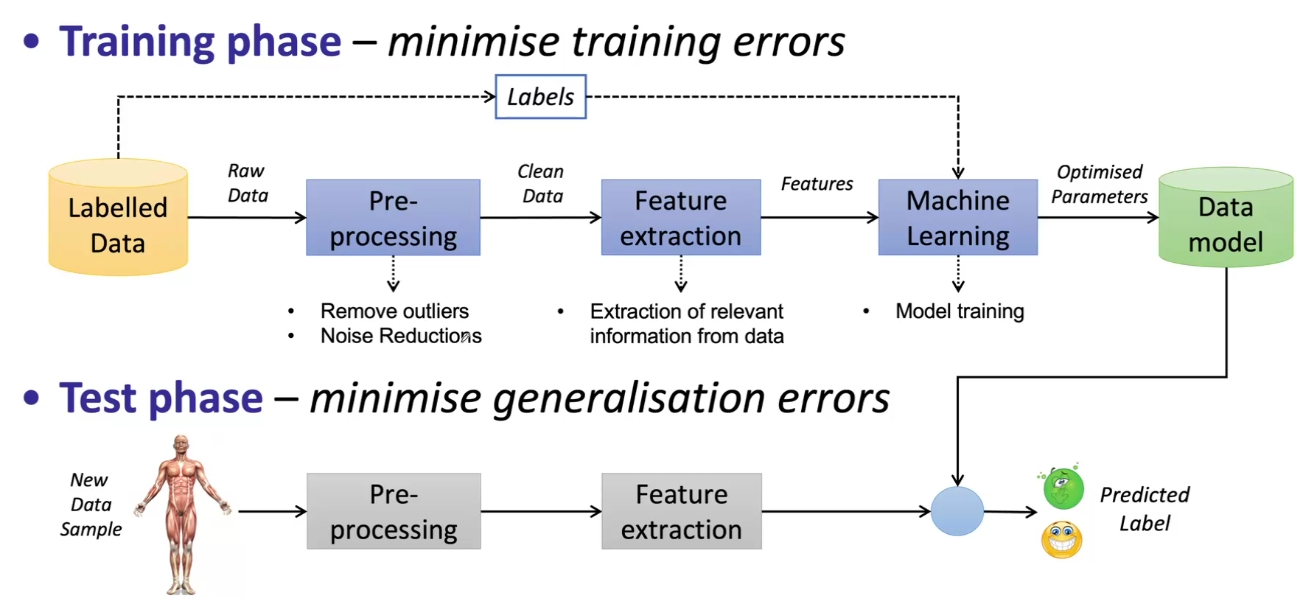 • Training phase – minimise training errors
Labels
Labelled
Data
Raw
Data
Pre-
processing
Clean
Data
Feature
extraction
Features
Machine
Learning
Optimised
Parameters
Data
model
• Remove outliers
• Noise Reductions
• Extraction of relevant
information from data
• Model training
• Test phase – minimise generalisation errors
New
Data
Sample
Pre-
processing
Feature
extraction
Predicted
Label